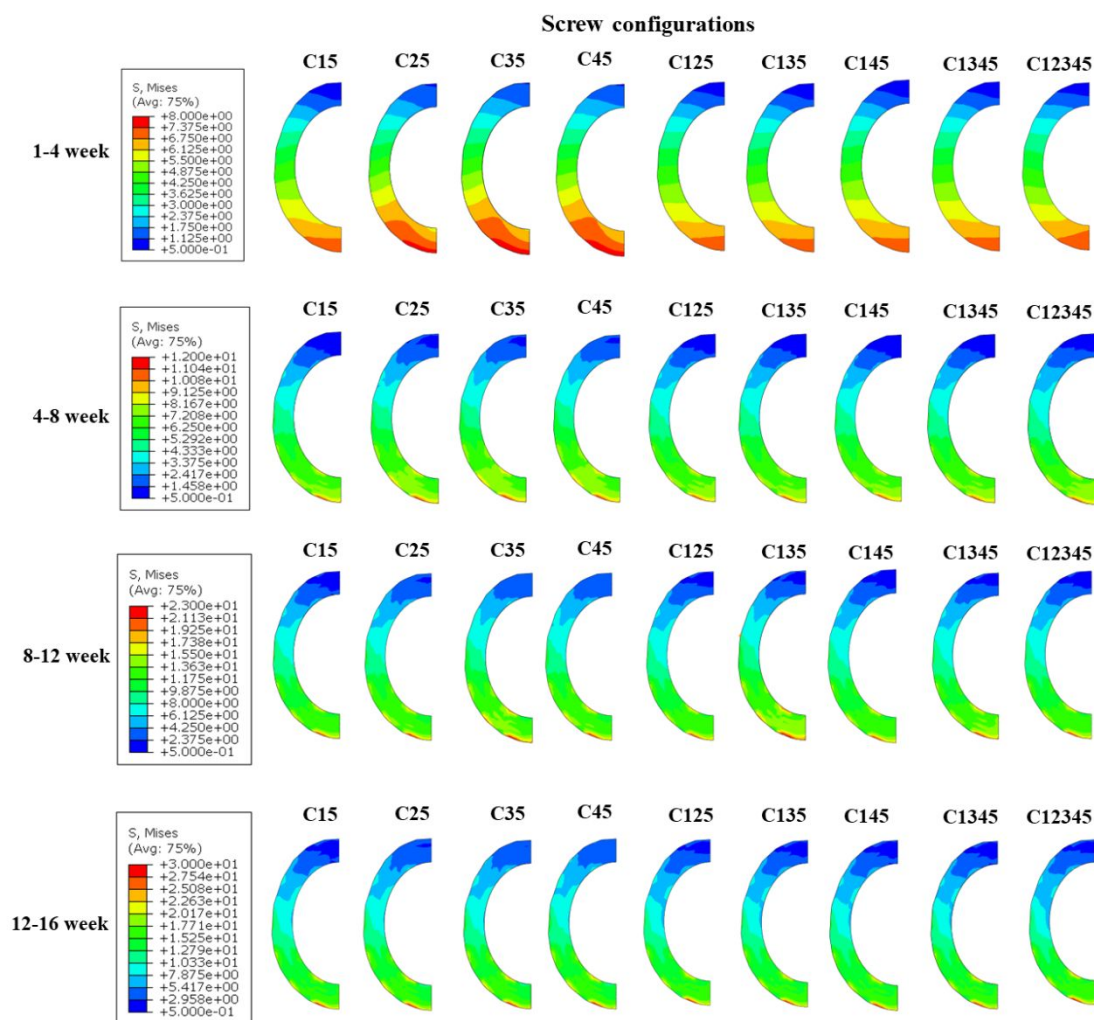 Screw configurations
C15 C25 C35 C45 C125 C135 C145 C1345 C12345
1-4 week
S, Mises
(Avg: 75%)
+8.000e+00
+7.375e+00
+6.750e+00
+6.125e+00
+5.500e+00
+4.875e+00
+4.250e+00
+3.625e+00
+3.000e+00
+2.375e+00
+1.750e+00
+1.125e+00
+5.000e-01
C15 C25 C35 C45 C125 C135 C145 C1345 C12345
4-8 week
S, Mises
(Avg: 75%)
+1.200e+01
+1.104e+01
+1.008e+01
+9.125e+00
+8.167e+00
+7.208e+00
+6.250e+00
+5.292e+00
+4.333e+00
+3.375e+00
+2.417e+00
+1.458e+00
+5.000e-01
C15 C25 C35 C45 C125 C135 C145 C1345 C12345
8-12 week
S, Mises
(Avg: 75%)
+2.300e+01
+2.113e+01
+1.925e+01
+1.738e+01
+1.550e+01
+1.363e+01
+1.175e+01
+9.875e+00
+8.000e+00
+6.125e+00
+4.250e+00
+2.375e+00
+5.000e-01
C15 C25 C35 C45 C125 C135 C145 C1345 C12345
12-16 week
S, Mises
(Avg: 75%)
+3.000e+01
+2.754e+01
+2.508e+01
+2.263e+01
+2.017e+01
+1.771e+01
+1.525e+01
+1.279e+01
+1.033e+01
+7.875e+00
+5.417e+00
+2.958e+00
+5.000e-01